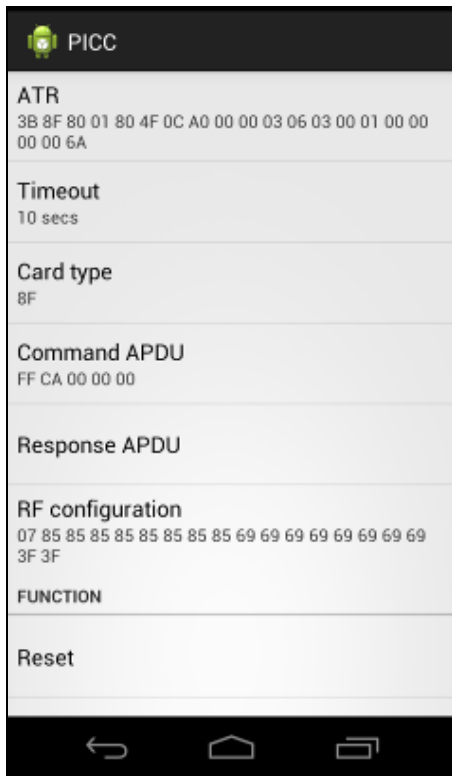 PICC
ATR
3B 8F 80 01 80 4F 0C A0 00 00 03 06 03 00 01 00 00
00 00 6A
Timeout
10 secs
Card type
8F
Command APDU
FF CA 00 00 00
Response APDU
RF configuration
07 85 85 85 85 85 85 85 85 69 69 69 69 69 69 69 69
3F 3F
FUNCTION
Reset